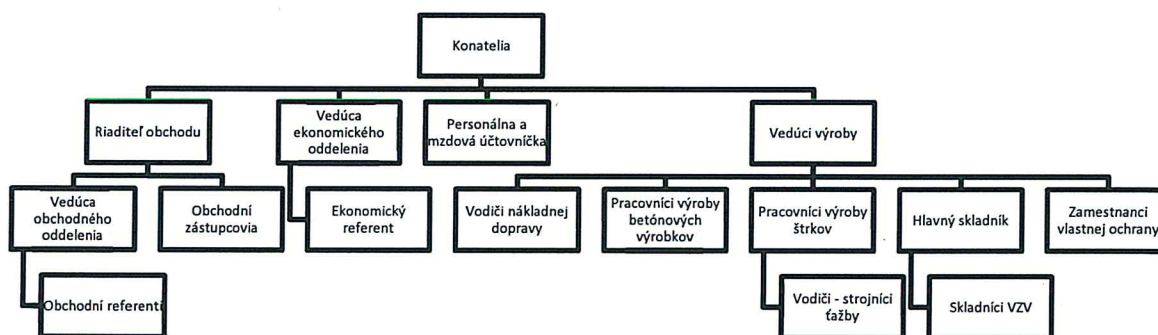 Konatelia
Riaditeľ obchodu
Vedúca
ekonomického
oddelenia
Personálna a
mzdová účtovníčka
Vedúci výroby
Vedúca
obchodného
oddelenia
Obchodní
zástupcovia
Ekonomický
referent
Vodiči nákladnej
dopravy
Pracovníci výroby
betónových
výrobkov
Pracovníci výroby
štrkov
Hlavný skladník
Zamestnanci
vlastnej ochrany
Obchodní referenti
Vodiči - strojníci
ťažby
Skladníci VZV